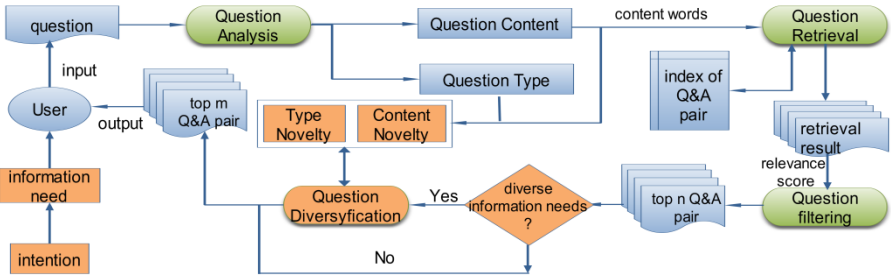 question
Question
Analysis
Question Content
content words
Question
Retrieval
input
Question Type
index of
Q&A
pair
User
output
top m
Q&A pair
Type
Novelty
Content
Novelty
retrieval
result
relevance
score
information
need
Question
Diversyfication
Yes
diverse
information needs
?
top n Q&A
pair
Question
filtering
intention
No